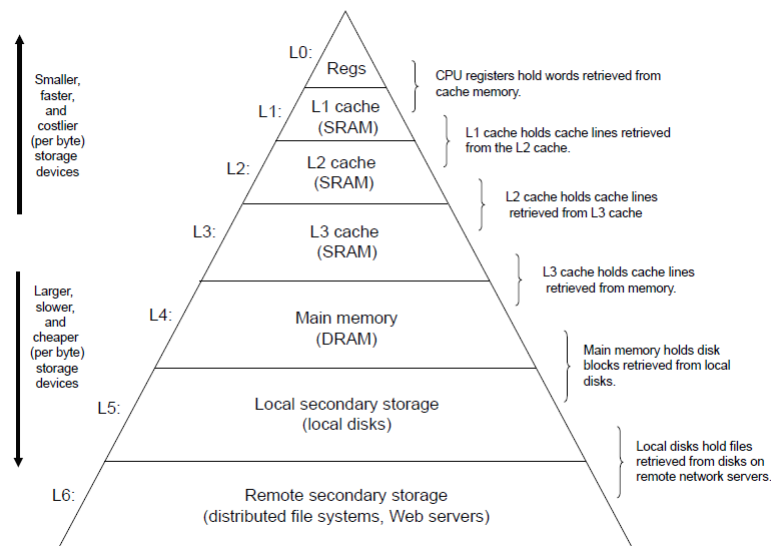 L0:
Regs
CPU registers hold words retrieved from
cache memory.
Smaller,
faster,
and
costlier
(per byte)
storage
devices
L1:
L1 cache
(SRAM)
L1 cache holds cache lines retrieved
from the L2 cache.
L2:
L2 cache
(SRAM)
L2 cache holds cache lines
retrieved from L3 cache
L3:
L3 cache
(SRAM)
L3 cache holds cache lines
retrieved from memory.
Larger,
slower,
and
cheaper
(per byte)
storage
devices
L4:
Main memory
(DRAM)
Main memory holds disk
blocks retrieved from local
disks.
L5:
Local secondary storage
(local disks)
Local disks hold files
retrieved from disks on
remote network servers.
L6:
Remote secondary storage
(distributed file systems, Web servers)